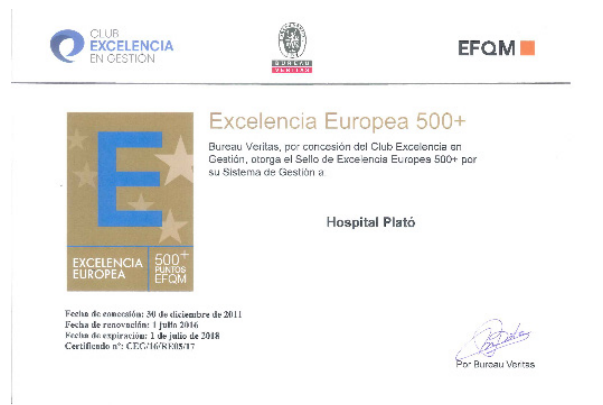 CLUB
EXCELENCIA
EN GESTIÓN
BUREAU
VERITAS
EFQM
Excelencia Europea 500+
Bureau Veritas, por concesión del Club Excelencia en
Gestión, otorga el Sello de Excelencia Europea 500+ por
su Sistema de Gestión a
Hospital Plató
E
EXCELENCIA
EUROPEA
500+
PUNTOS
EFQM
Fecha de concesión: 30 de diciembre de 2011
Fecha de renovación: 1 julio 2016
Fecha de expiración: 1 de julio de 2018
Certificado nº: CEG/16/RE05/17
Por Bureau Veritas